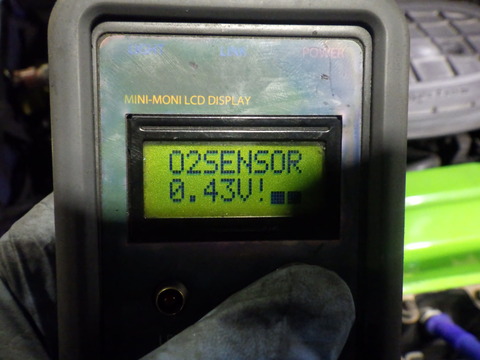 POWER
MINI-MONI LCD DISPLAY
O2SENSOR
0.43V!